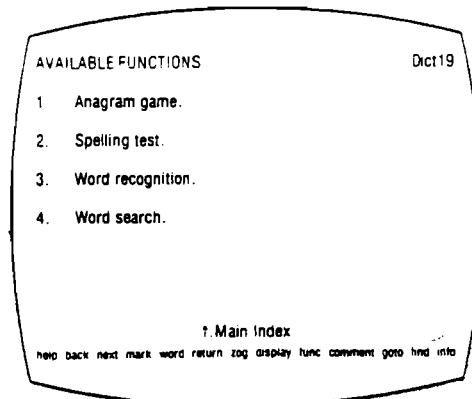 AVAILABLE FUNCTIONS Dict19
1 Anagram game.
2. Spelling test.
3. Word recognition.
4. Word search.
↑.Main Index
help back next mark word return zog display func comment goto find info